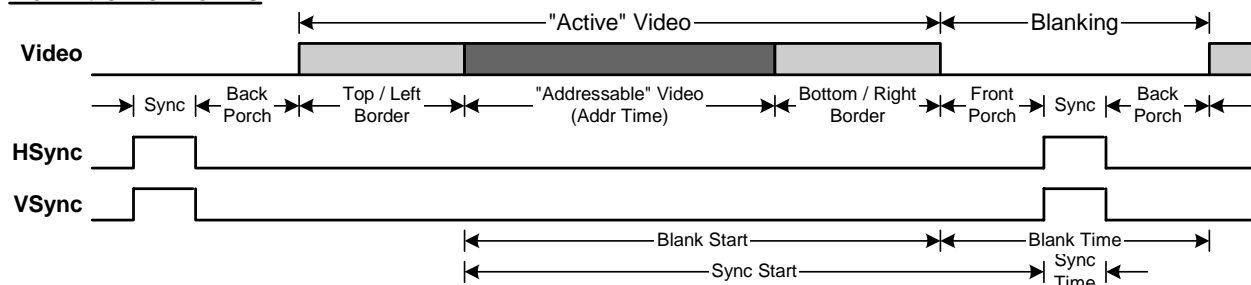 "Active" Video Blanking
Video
Sync Back Porch Top / Left Border "Addressable" Video (Addr Time) Bottom / Right Border Front Porch Sync Back Porch
HSync
VSync
Blank Start Blank Time
Sync Start Sync Time